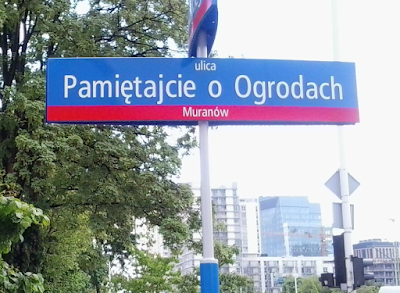 ulica
Pamiętajcie o Ogrodach
Muranów